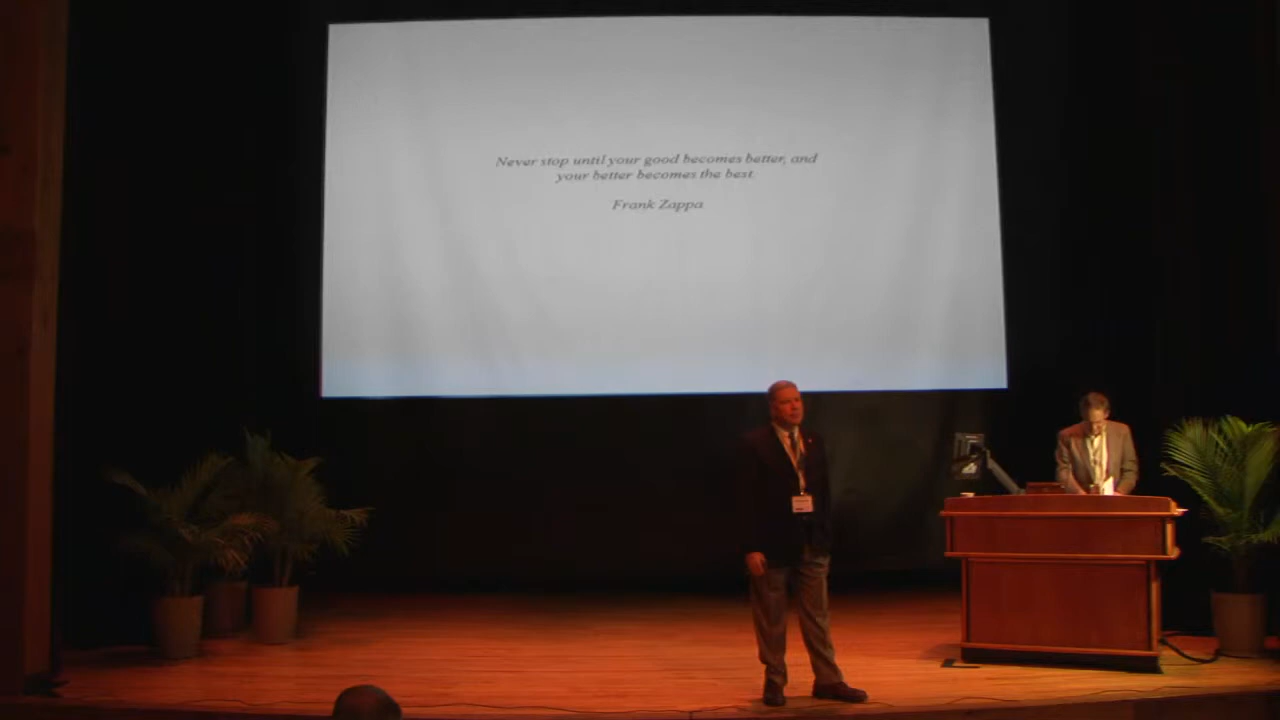 Never stop until your good becomes better, and
your better becomes the best.
Frank Zappa